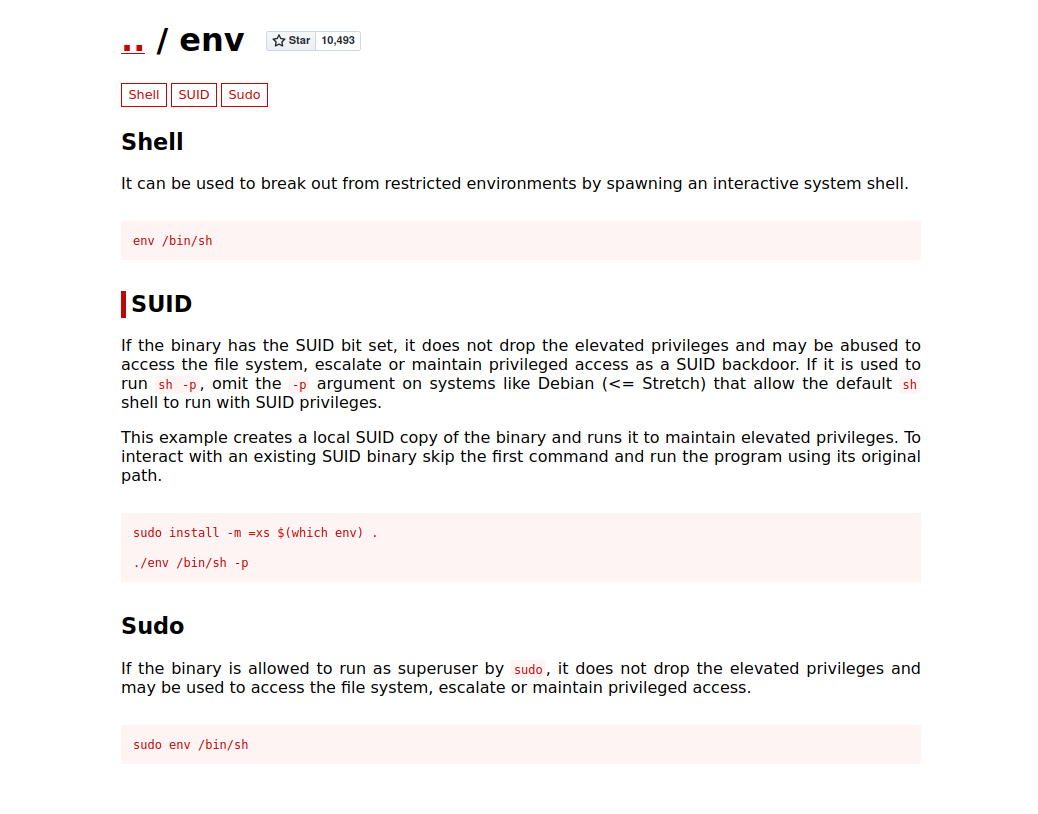 .. / env Star 10,493
Shell SUID Sudo
Shell
It can be used to break out from restricted environments by spawning an interactive system shell.
env /bin/sh
SUID
If the binary has the SUID bit set, it does not drop the elevated privileges and may be abused to
access the file system, escalate or maintain privileged access as a SUID backdoor. If it is used to
run sh -p, omit the -p argument on systems like Debian (<= Stretch) that allow the default sh
shell to run with SUID privileges.
This example creates a local SUID copy of the binary and runs it to maintain elevated privileges. To
interact with an existing SUID binary skip the first command and run the program using its original
path.
sudo install -m =xs $(which env) .
./env /bin/sh -p
Sudo
If the binary is allowed to run as superuser by sudo, it does not drop the elevated privileges and
may be used to access the file system, escalate or maintain privileged access.
sudo env /bin/sh